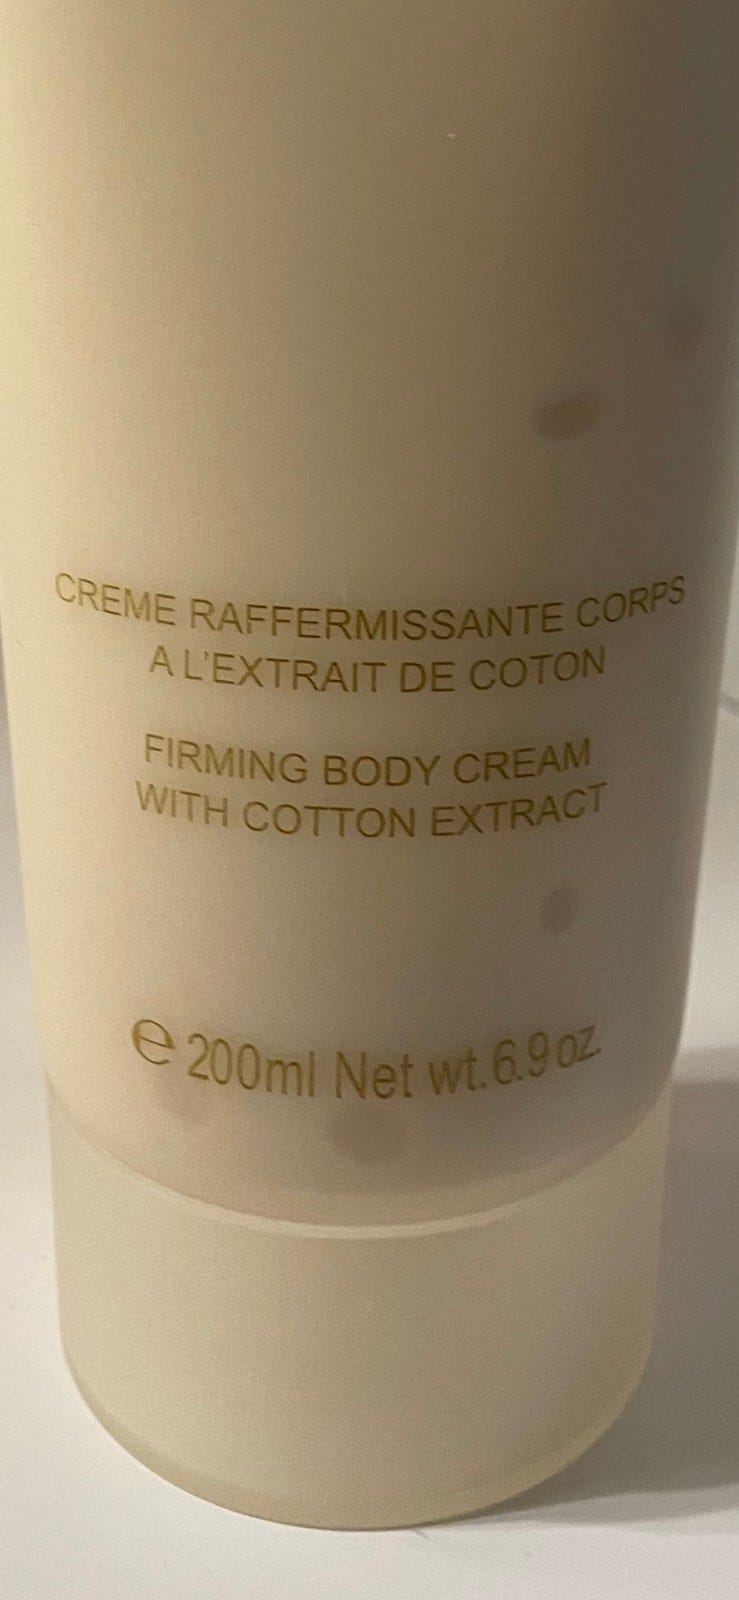 CREME RAFFERMISSANTE CORPS
A L'EXTRAIT DE COTON
FIRMING BODY CREAM
WITH COTTON EXTRACT
℮ 200ml Net wt. 6.9 oz.